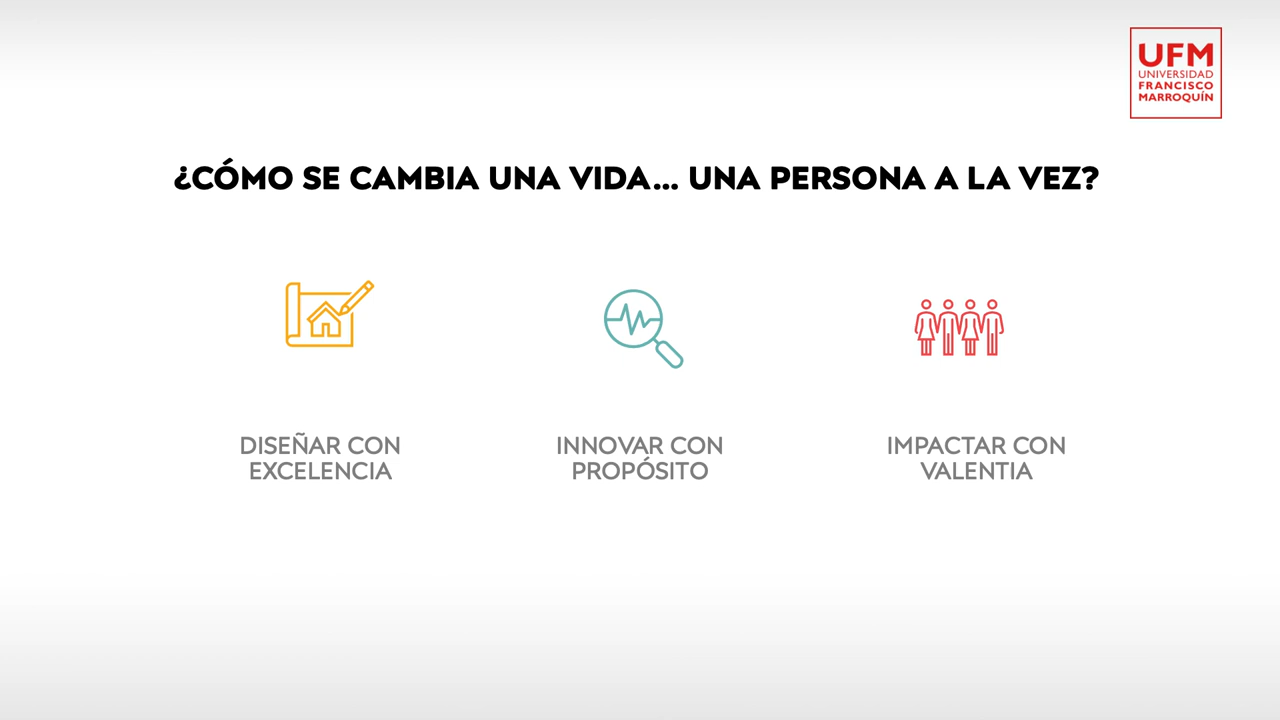 UFM
UNIVERSIDAD
FRANCISCO
MARROQUÍN
¿CÓMO SE CAMBIA UNA VIDA... UNA PERSONA A LA VEZ?
DISEÑAR CON
EXCELENCIA
INNOVAR CON
PROPÓSITO
IMPACTAR CON
VALENTIA